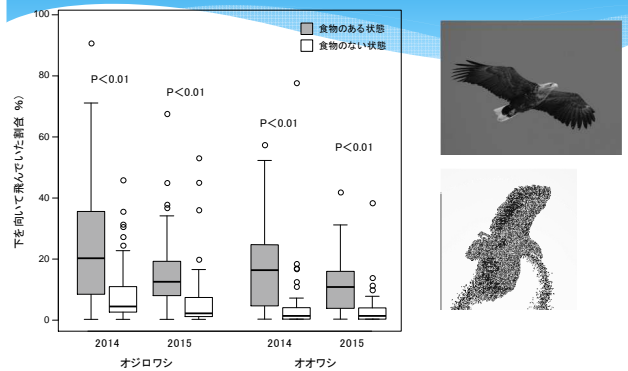 下を向いて飛んでいた割合(%)
100
80
60
40
20
0
食物のある状態
食物のない状態
P<0.01
P<0.01
P<0.01
P<0.01
2014
2015
2014
2015
オジロワシ
オオワシ